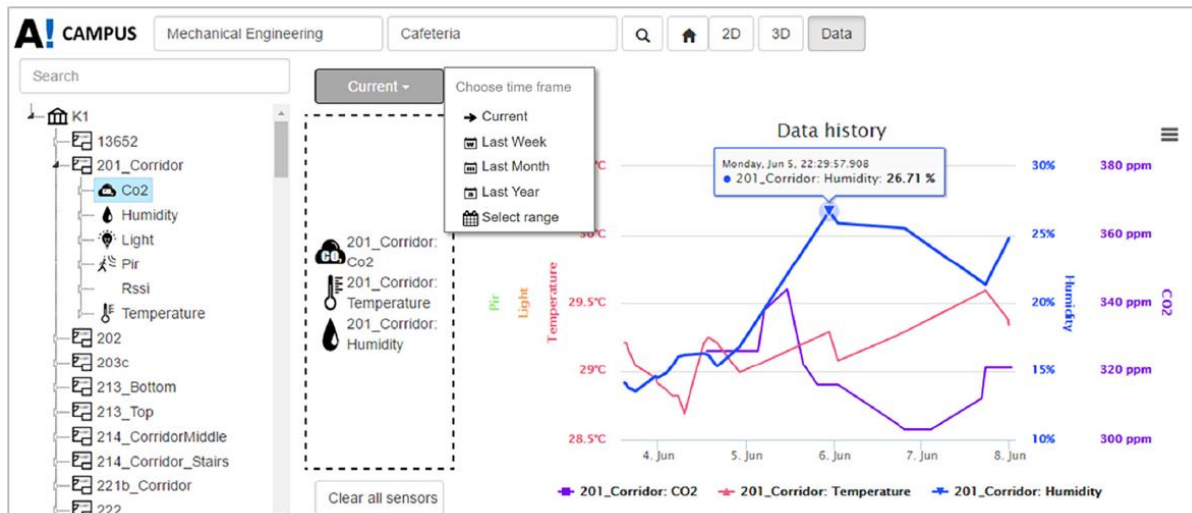 A! CAMPUS
Mechanical Engineering
Cafeteria
2D
3D
Data
Search
K1
13652
201_Corridor
Co2
Humidity
Light
Pir
Rssi
Temperature
202
203c
213_Bottom
213_Top
214_CorridorMiddle
214_Corridor_Stairs
221b_Corridor
222
Current
Choose time frame
Current
Last Week
Last Month
Last Year
Select range
CO₂
201_Corridor:
Co2
201_Corridor:
Temperature
201_Corridor:
Humidity
Clear all sensors
Data history
Monday, Jun 5, 22:29:57.908
201_Corridor: Humidity: 26.71 %
Pir
Light
Temperature
29.5°C
29°C
28.5°C
30%
25%
20%
15%
10%
Humidity
380 ppm
360 ppm
340 ppm
320 ppm
300 ppm
CO2
4. Jun
5. Jun
6. Jun
7. Jun
8. Jun
201_Corridor: CO2
201_Corridor: Temperature
201_Corridor: Humidity